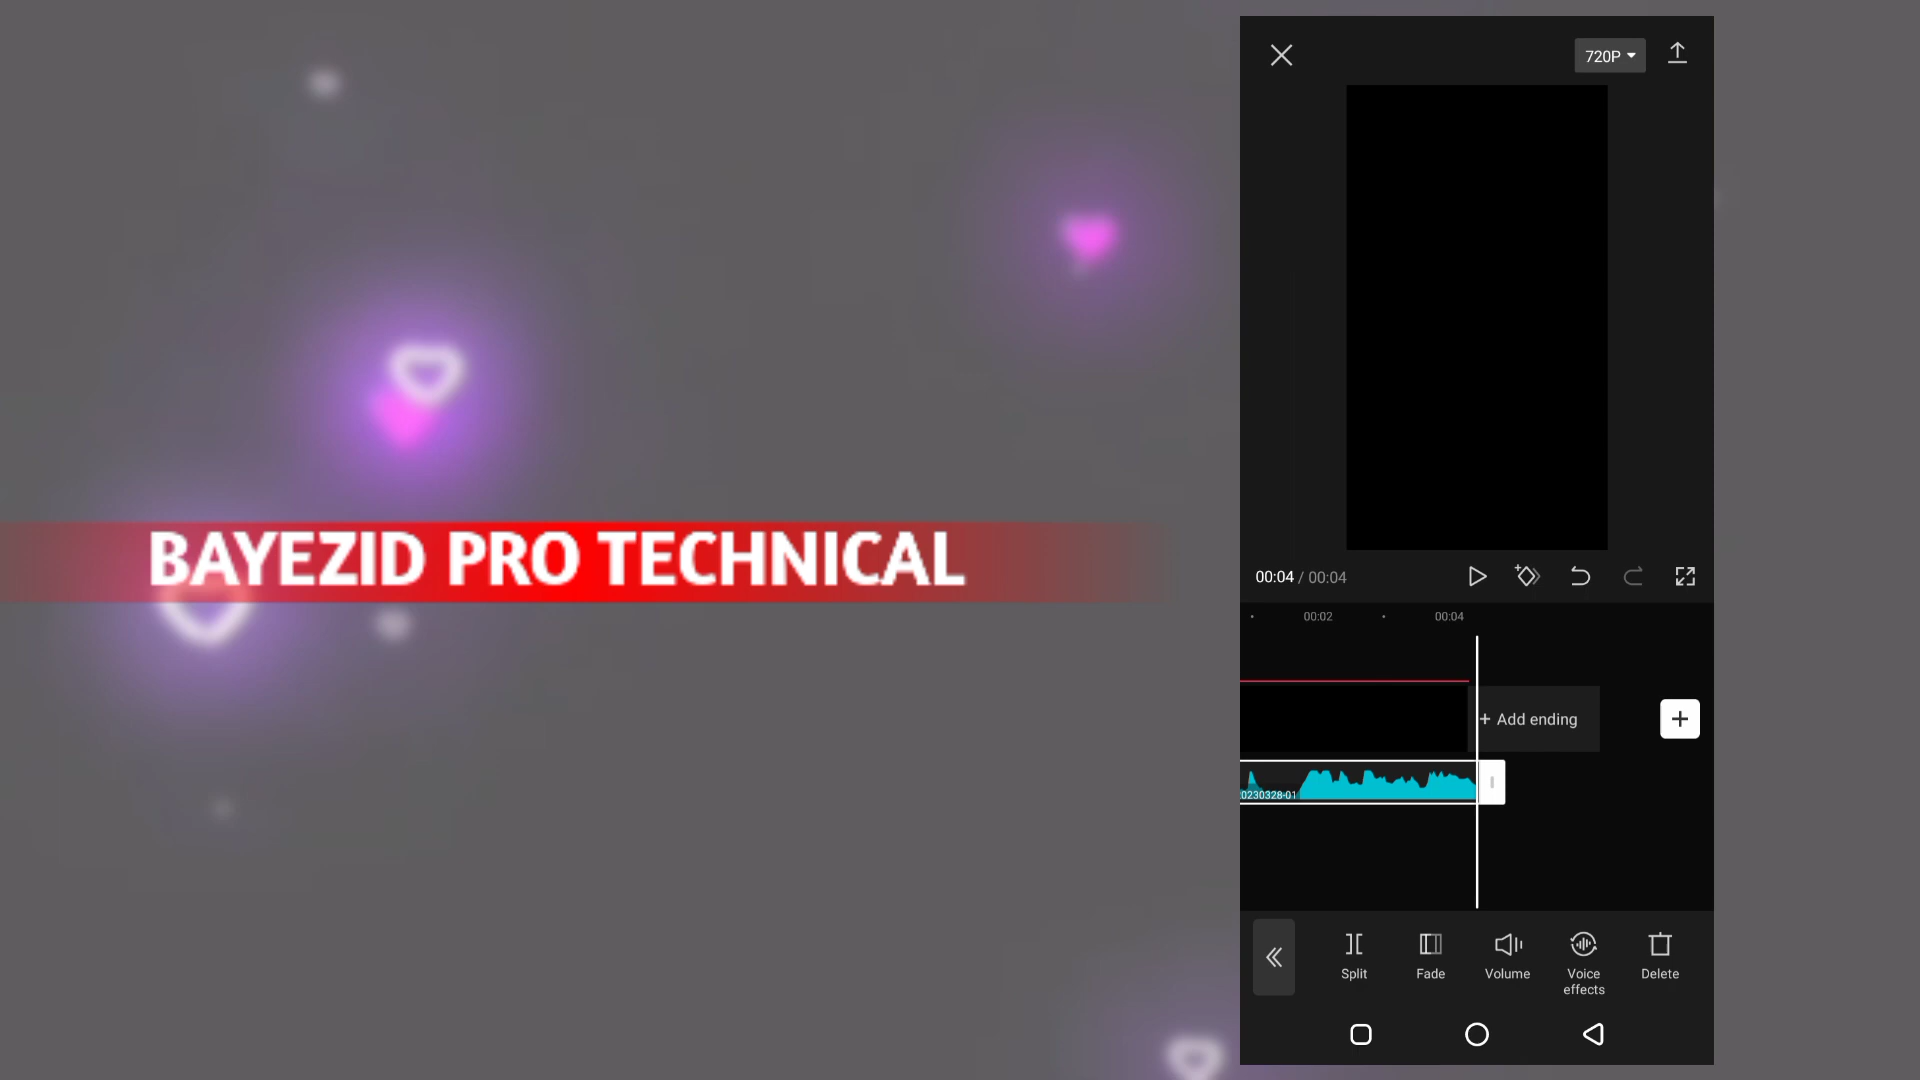 720P
BAYEZID PRO TECHNICAL
00:04 / 00:04
00:02
00:04
+ Add ending
0230328-01
Split
Fade
Volume
Voice
effects
Delete